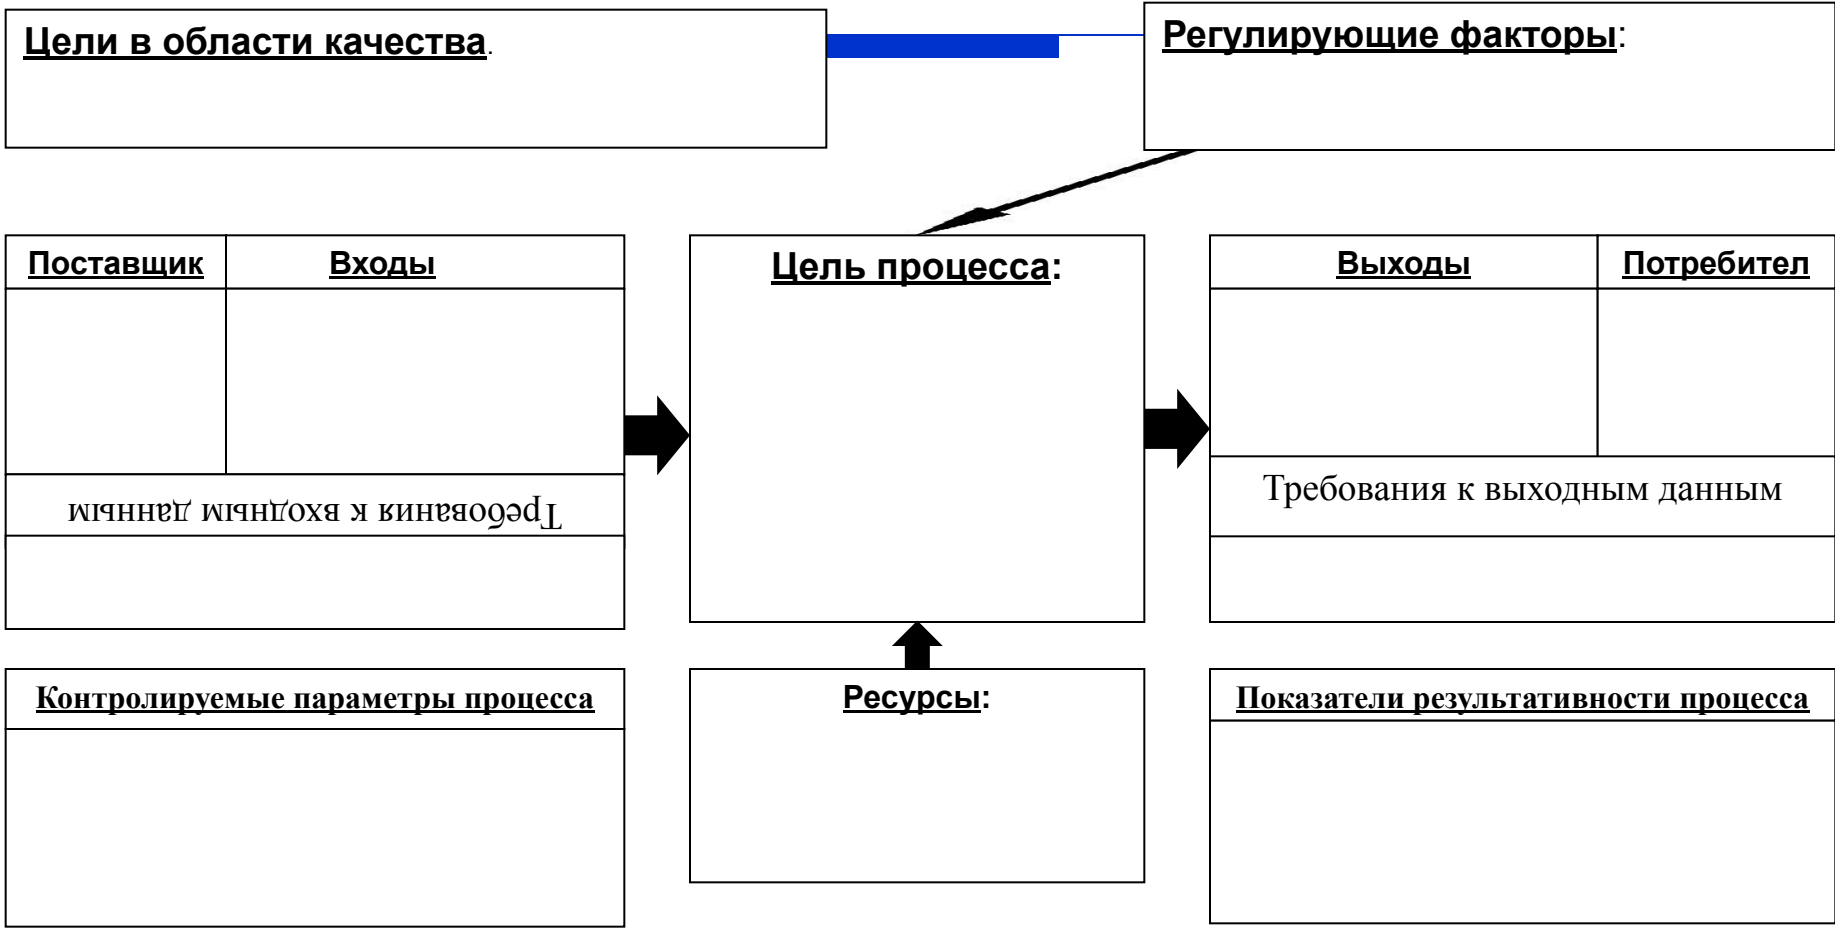 Цели в области качества.
Регулирующие факторы:
Поставщик
Входы
Цель процесса:
Выходы
Потребител
Требования к входным данным
Требования к выходным данным
Контролируемые параметры процесса
Ресурсы:
Показатели результативности процесса